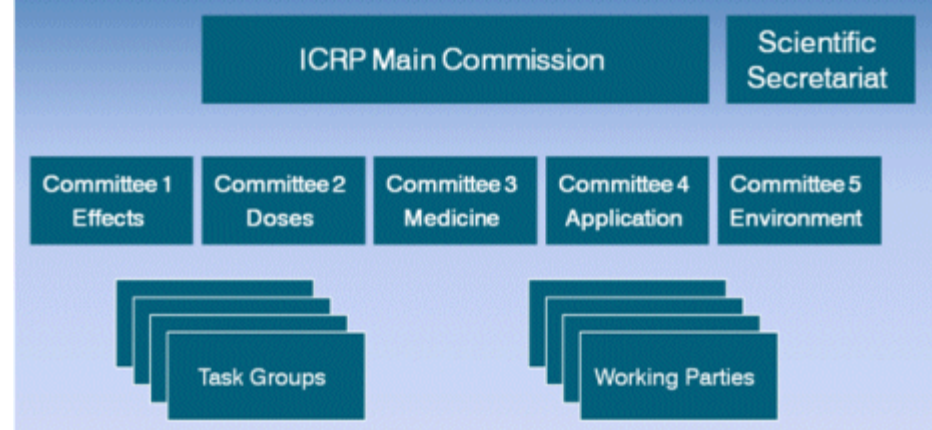 ICRP Main Commission
Scientific
Secretariat
Committee 1
Effects
Committee 2
Doses
Committee 3
Medicine
Committee 4
Application
Committee 5
Environment
Task Groups
Working Parties